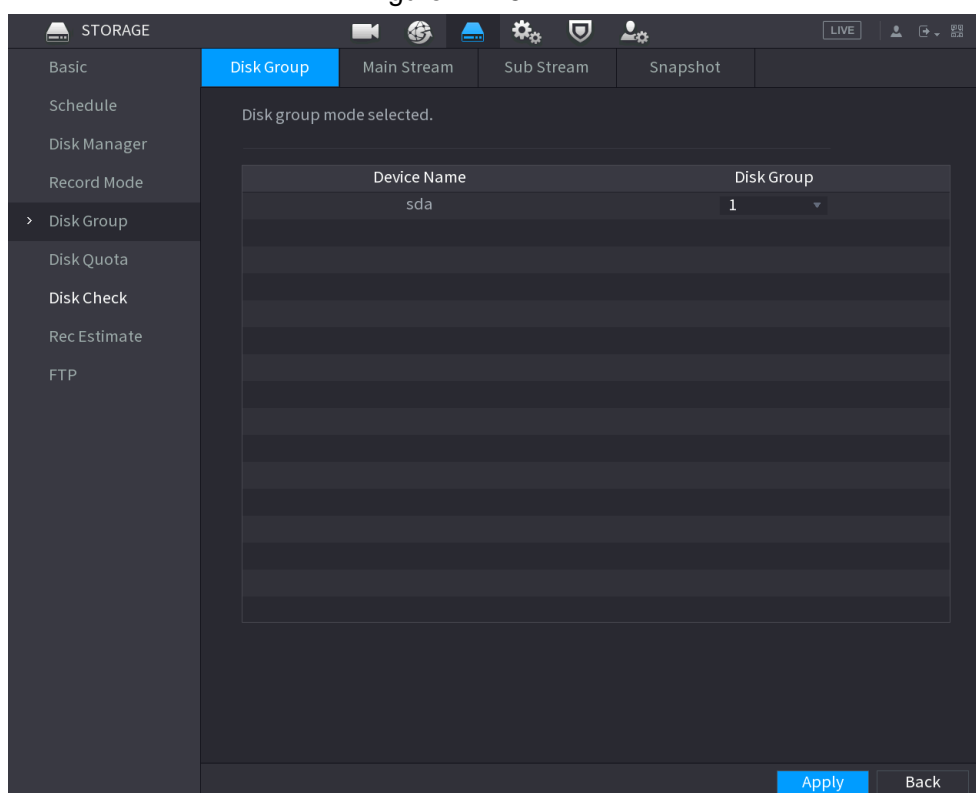 STORAGE
LIVE
Basic
Disk Group Main Stream Sub Stream Snapshot
Schedule
Disk group mode selected.
Disk Manager
Record Mode
Device Name Disk Group
sda 1
Disk Group
Disk Quota
Disk Check
Rec Estimate
FTP
Apply Back